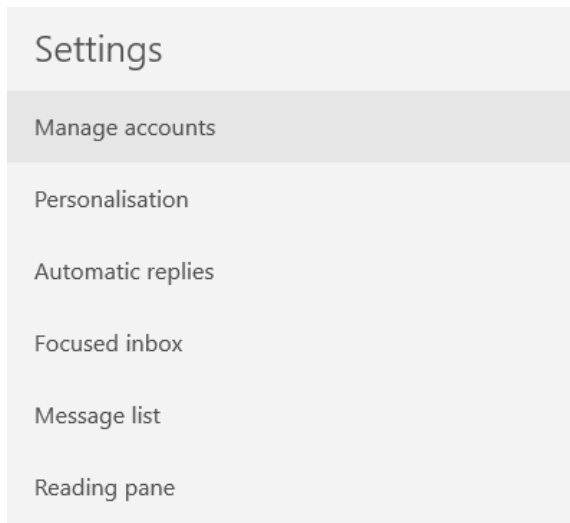 Settings
Manage accounts
Personalisation
Automatic replies
Focused inbox
Message list
Reading pane